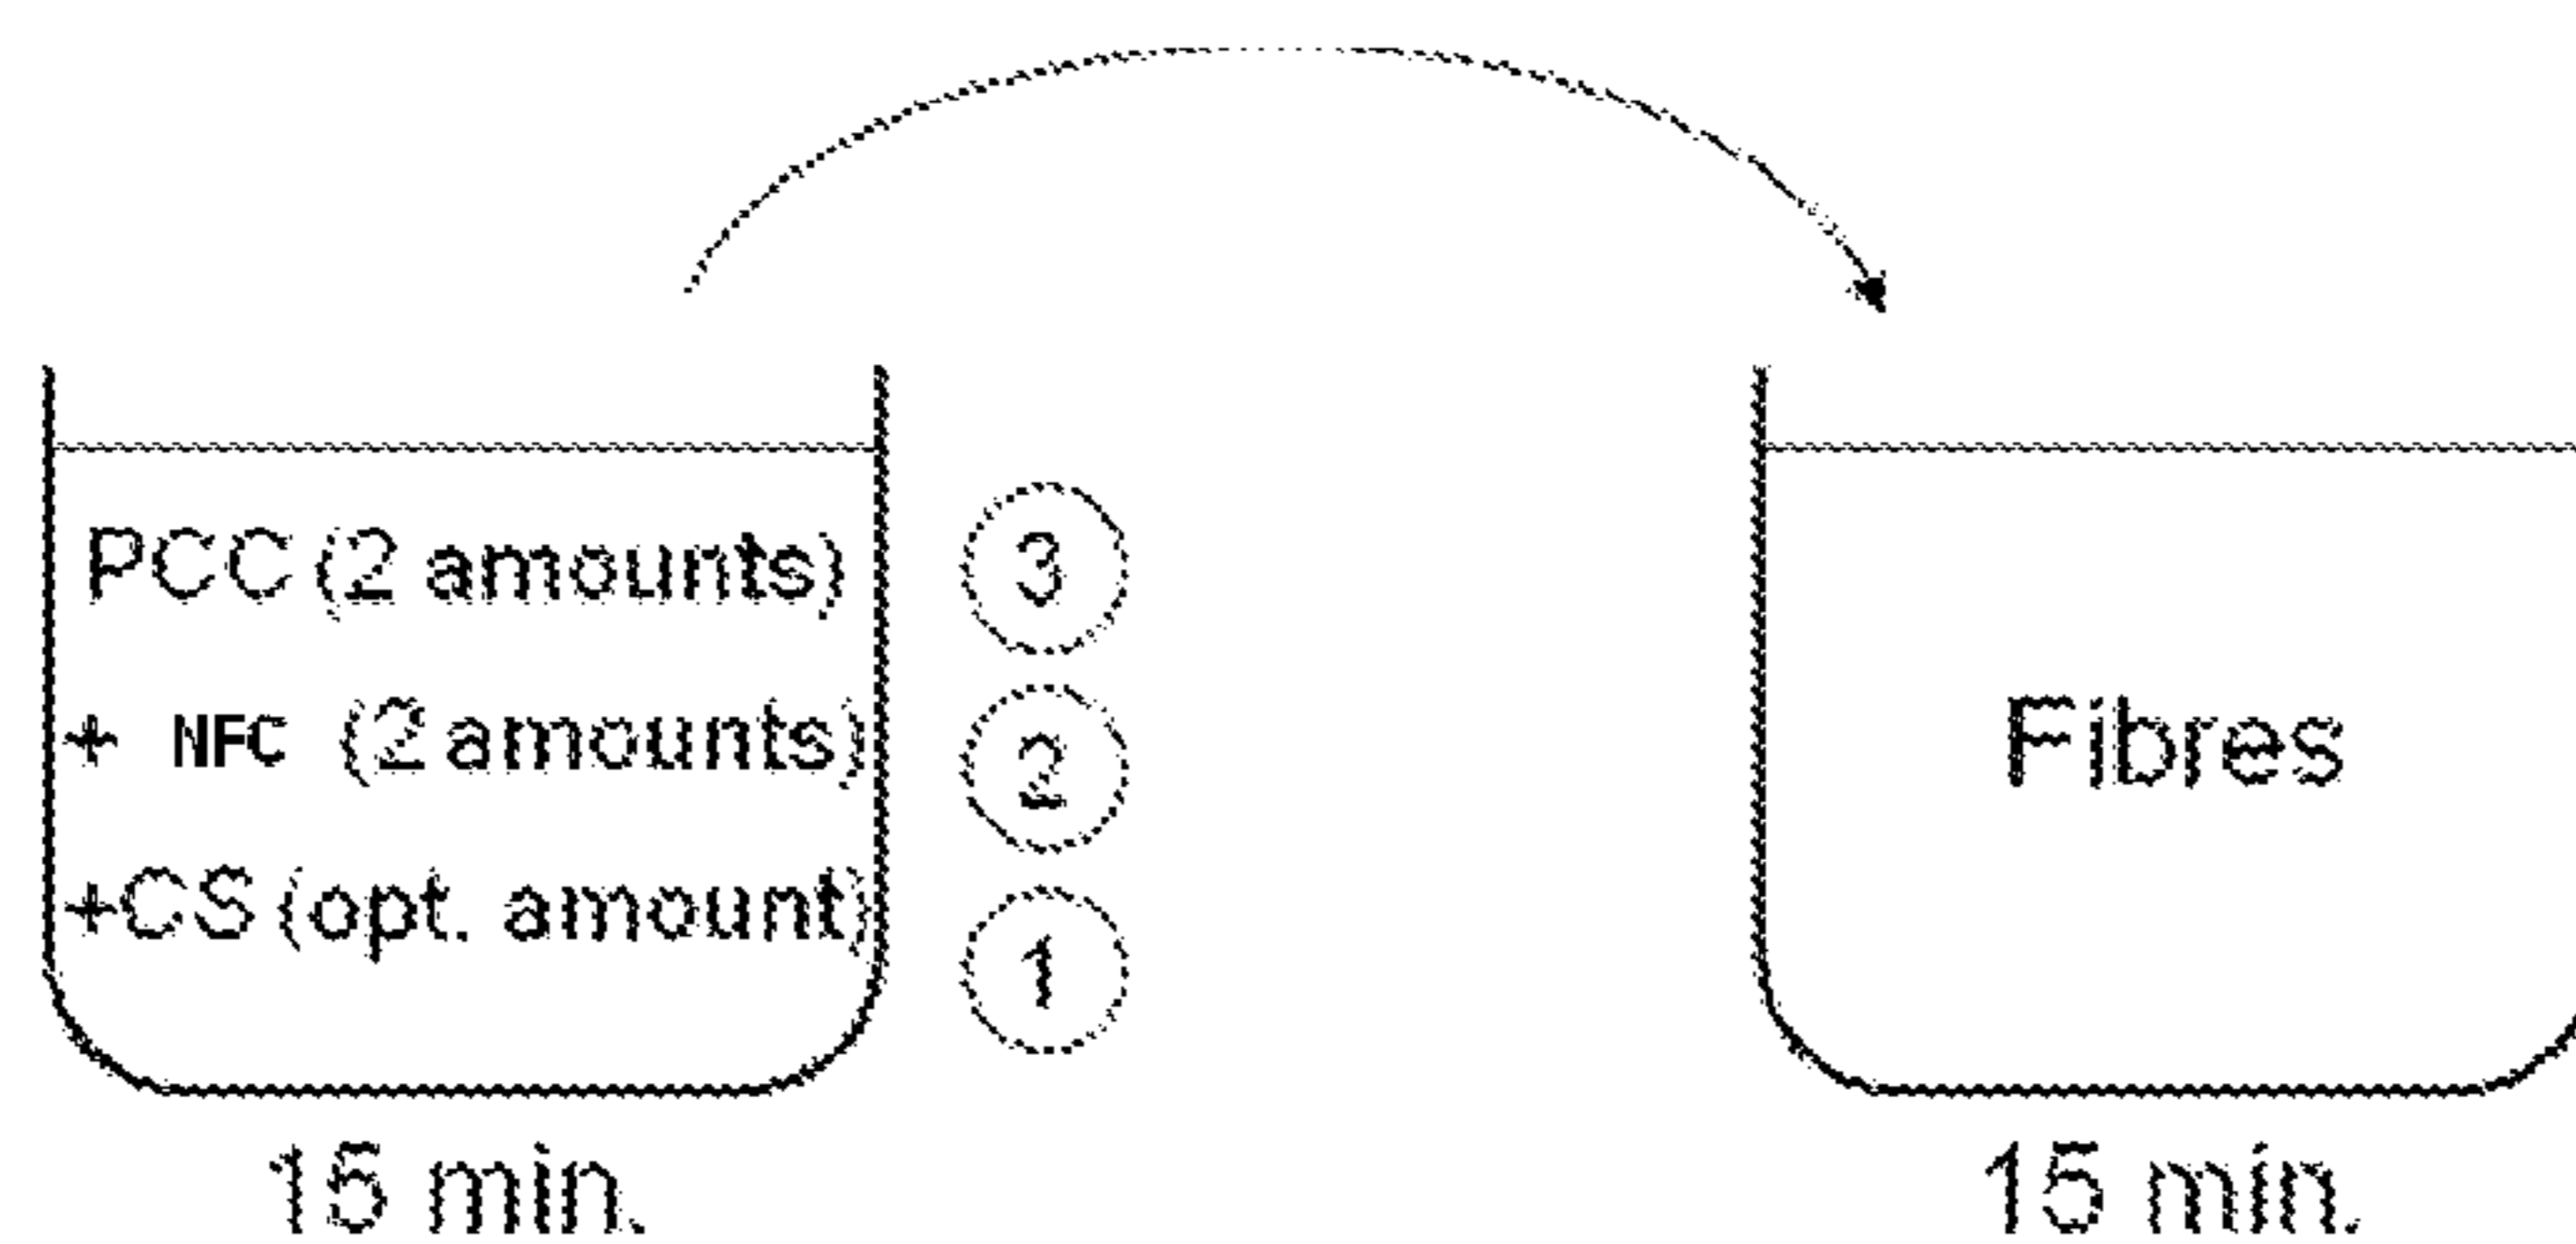 PCC (2 amounts) 3
+ NFC (2 amounts) 2
+CS (opt. amount) 1
Fibres
15 min.
15 min.